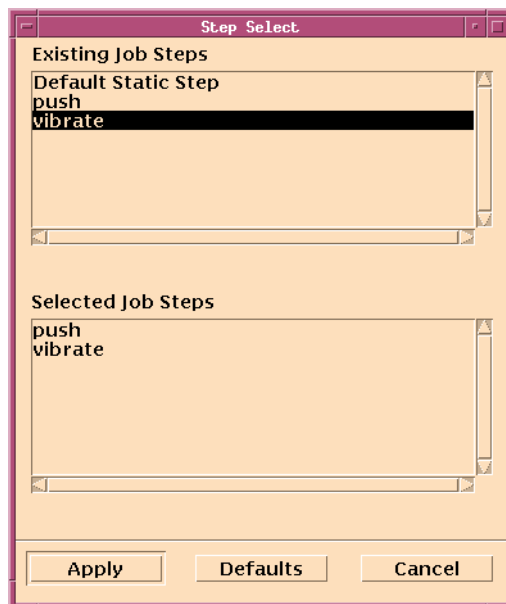 Step Select
Existing Job Steps
Default Static Step
push
vibrate
Selected Job Steps
push
vibrate
Apply
Defaults
Cancel